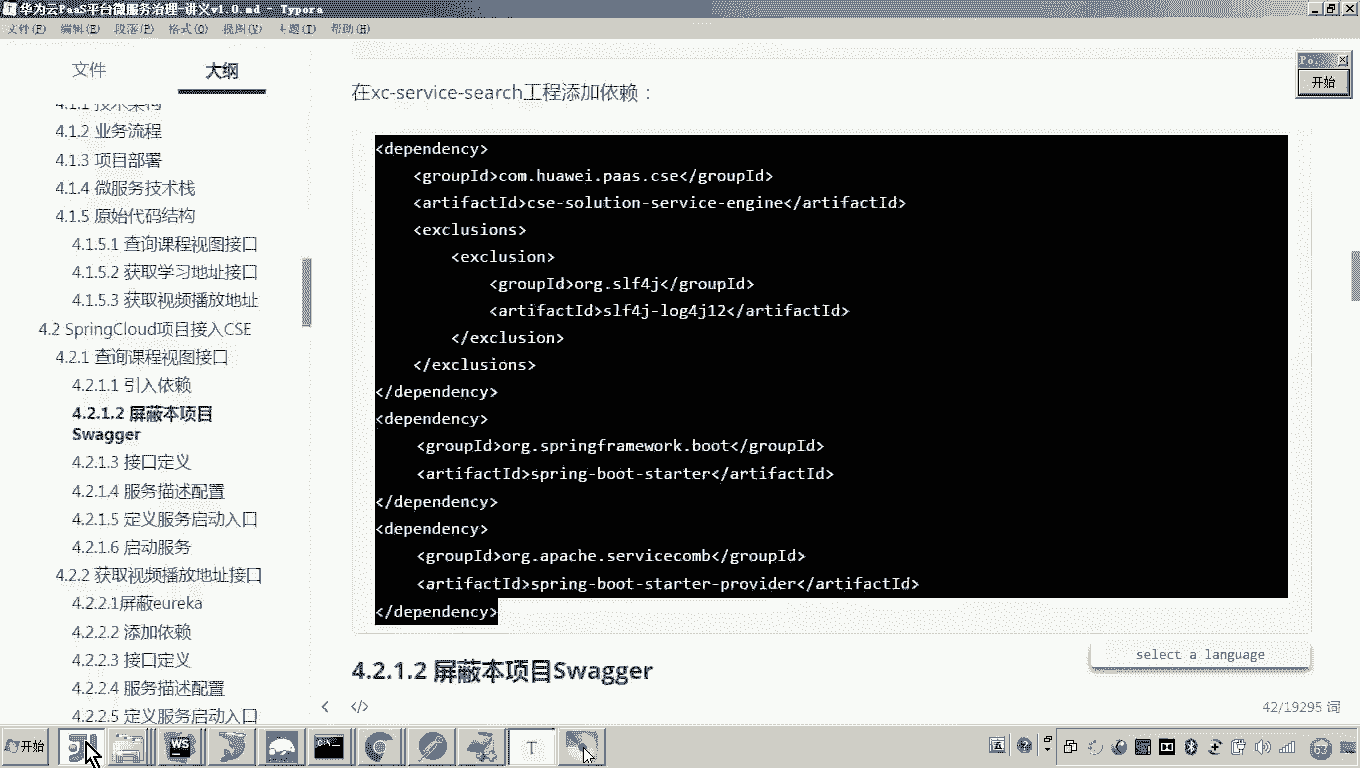 华为云PaaS平台微服务治理-讲义v1.0.md - Typora
文件(F) 编辑(E) 段落(P) 格式(O) 视图(V) 主题(T) 帮助(H)
文件 大纲
4.1.1 技术架构
4.1.2 业务流程
4.1.3 项目部署
4.1.4 微服务技术栈
4.1.5 原始代码结构
4.1.5.1 查询课程视图接口
4.1.5.2 获取学习地址接口
4.1.5.3 获取视频播放地址
4.2 SpringCloud项目接入CSE
4.2.1 查询课程视图接口
4.2.1.1 引入依赖
4.2.1.2 屏蔽本项目
Swagger
4.2.1.3 接口定义
4.2.1.4 服务描述配置
4.2.1.5 定义服务启动入口
4.2.1.6 启动服务
4.2.2 获取视频播放地址接口
4.2.2.1屏蔽eureka
4.2.2.2 添加依赖
4.2.2.3 接口定义
4.2.2.4 服务描述配置
4.2.2.5 定义服务启动入口
在xc-service-search工程添加依赖：
<dependency>
<groupId>com.huawei.paas.cse</groupId>
<artifactId>cse-solution-service-engine</artifactId>
<exclusions>
<exclusion>
<groupId>org.slf4j</groupId>
<artifactId>slf4j-log4j12</artifactId>
</exclusion>
</exclusions>
</dependency>
<dependency>
<groupId>org.springframework.boot</groupId>
<artifactId>spring-boot-starter</artifactId>
</dependency>
<dependency>
<groupId>org.apache.servicecomb</groupId>
<artifactId>spring-boot-starter-provider</artifactId>
</dependency>
select a language
4.2.1.2 屏蔽本项目Swagger
42/19295 词
Po.
开始
开始
WS
T
63